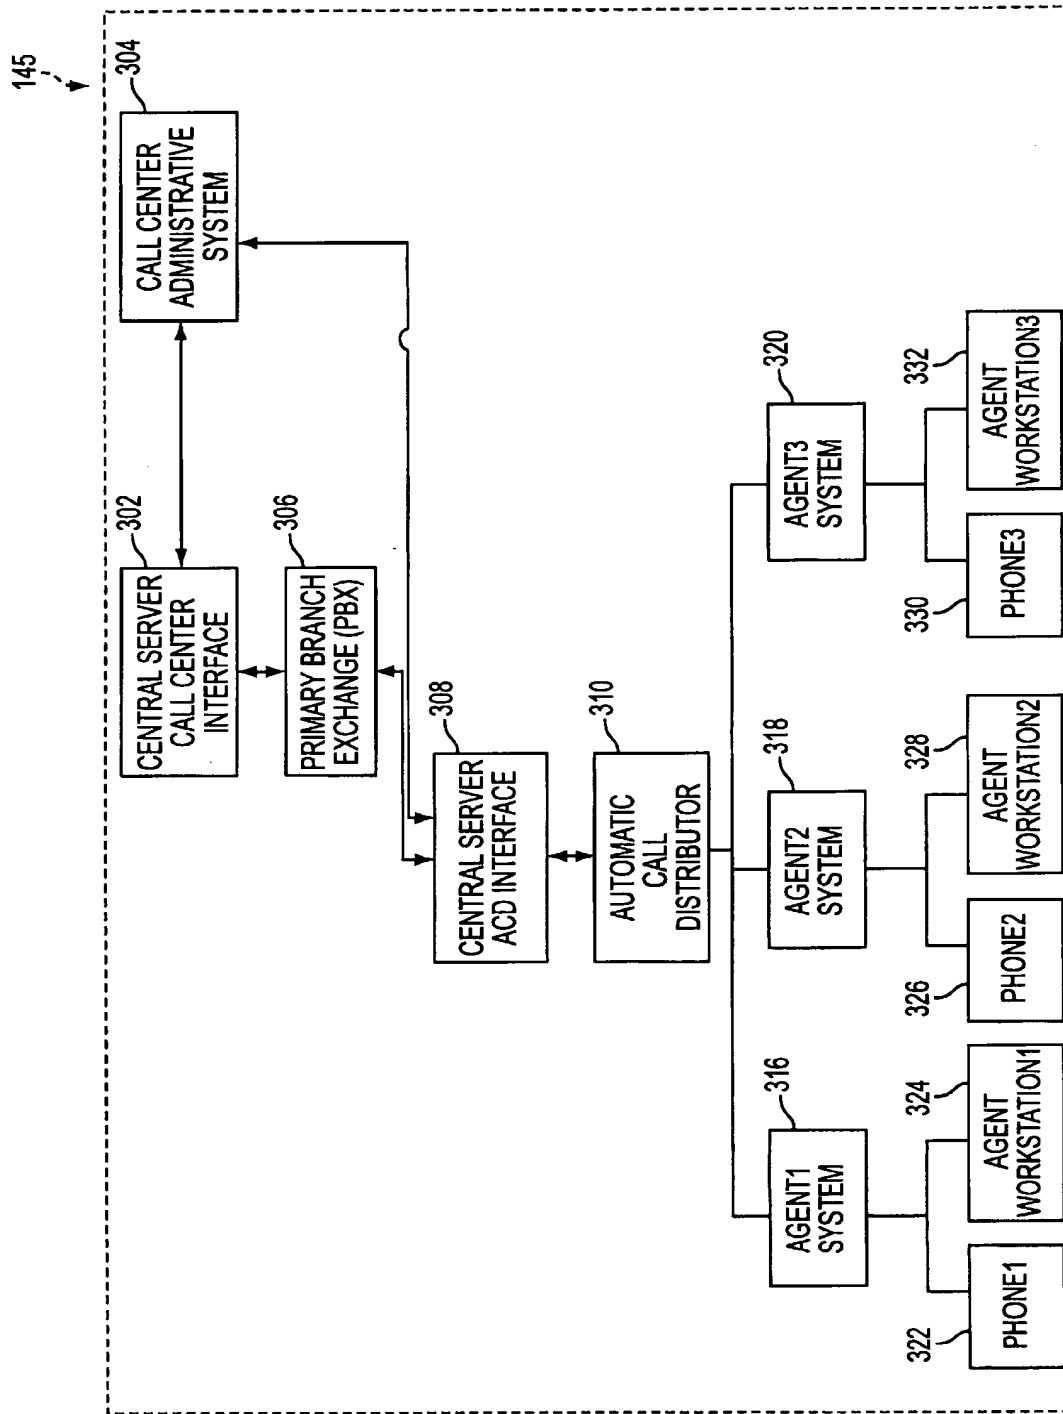 145
304
CALL CENTER
ADMINISTRATIVE
SYSTEM
302
CENTRAL SERVER
CALL CENTER
INTERFACE
306
PRIMARY BRANCH
EXCHANGE (PBX)
308
CENTRAL SERVER
ACD INTERFACE
310
AUTOMATIC
CALL
DISTRIBUTOR
316
AGENT1
SYSTEM
318
AGENT2
SYSTEM
320
AGENT3
SYSTEM
322
PHONE1
324
AGENT
WORKSTATION1
326
PHONE2
328
AGENT
WORKSTATION2
330
PHONE3
332
AGENT
WORKSTATION3